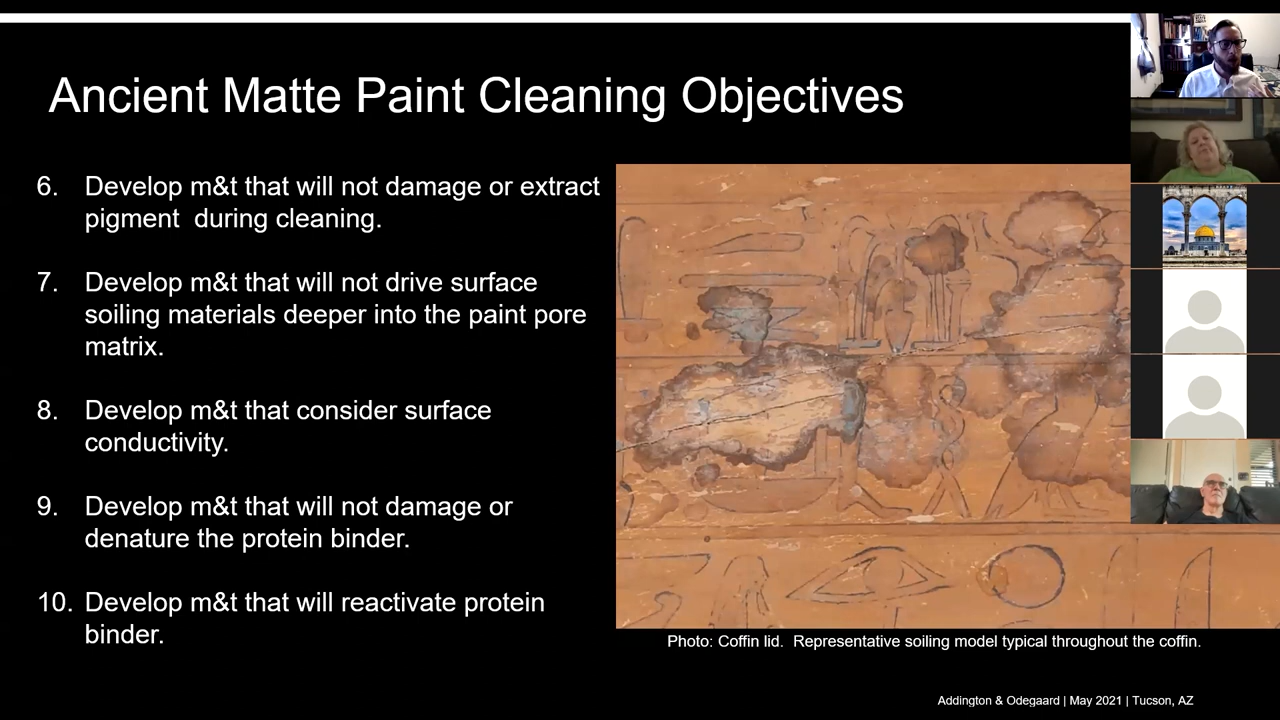 Ancient Matte Paint Cleaning Objectives
6. Develop m&t that will not damage or extract
pigment  during cleaning.
7. Develop m&t that will not drive surface
soiling materials deeper into the paint pore
matrix.
8. Develop m&t that consider surface
conductivity.
9. Develop m&t that will not damage or
denature the protein binder.
10. Develop m&t that will reactivate protein
binder.
Photo: Coffin lid.  Representative soiling model typical throughout the coffin.
Addington & Odegaard | May 2021 | Tucson, AZ